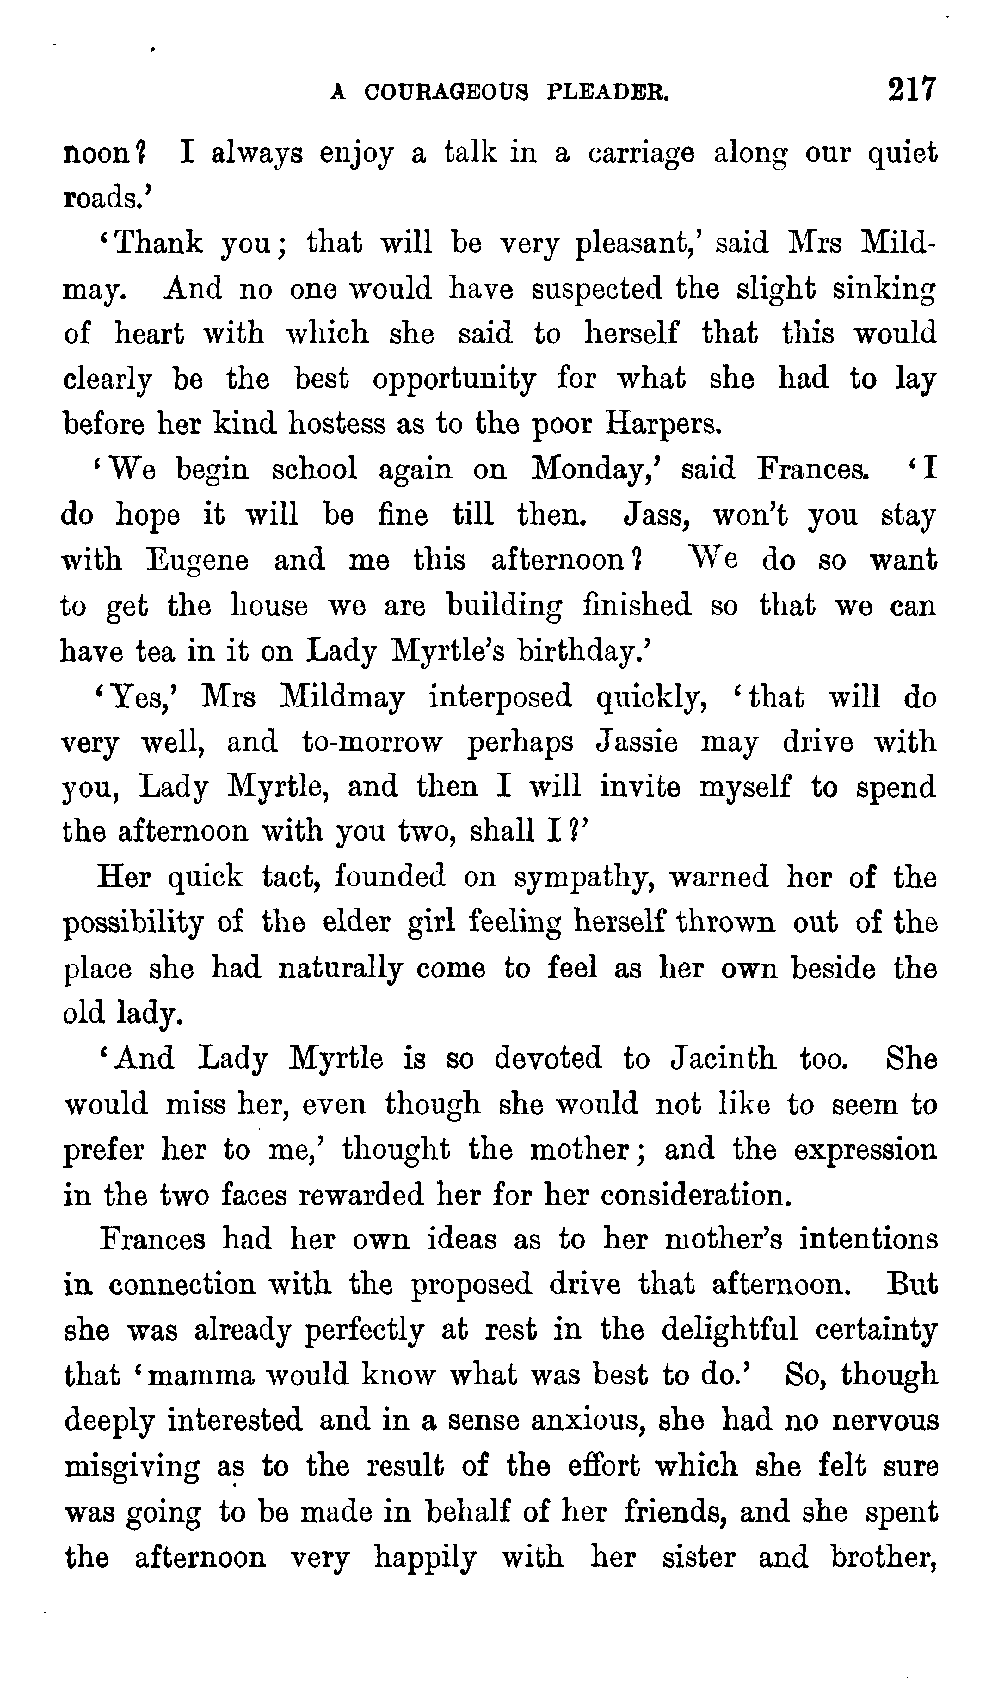 A COURAGEOUS PLEADER. 217
noon? I always enjoy a talk in a carriage along our quiet
roads.’
‘Thank you; that will be very pleasant,’ said Mrs Mild-
may. And no one would have suspected the slight sinking
of heart with which she said to herself that this would
clearly be the best opportunity for what she had to lay
before her kind hostess as to the poor Harpers.
‘We begin school again on Monday,’ said Frances. ‘I
do hope it will be fine till then. Jass, won’t you stay
with Eugene and me this afternoon? We do so want
to get the house we are building finished so that we can
have tea in it on Lady Myrtle’s birthday.’
‘Yes,’ Mrs Mildmay interposed quickly, ‘that will do
very well, and to-morrow perhaps Jassie may drive with
you, Lady Myrtle, and then I will invite myself to spend
the afternoon with you two, shall I?’
Her quick tact, founded on sympathy, warned her of the
possibility of the elder girl feeling herself thrown out of the
place she had naturally come to feel as her own beside the
old lady.
‘And Lady Myrtle is so devoted to Jacinth too. She
would miss her, even though she would not like to seem to
prefer her to me,’ thought the mother; and the expression
in the two faces rewarded her for her consideration.
Frances had her own ideas as to her mother’s intentions
in connection with the proposed drive that afternoon. But
she was already perfectly at rest in the delightful certainty
that ‘mamma would know what was best to do.’ So, though
deeply interested and in a sense anxious, she had no nervous
misgiving as to the result of the effort which she felt sure
was going to be made in behalf of her friends, and she spent
the afternoon very happily with her sister and brother,